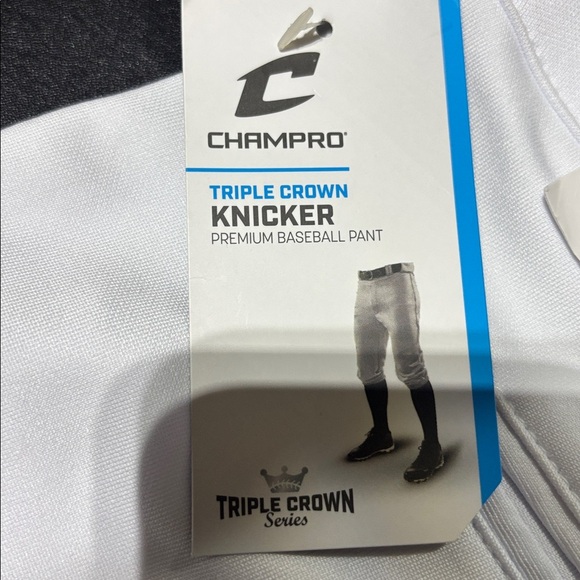 CHAMPRO®
TRIPLE CROWN
KNICKER
PREMIUM BASEBALL PANT
TRIPLE CROWN
Series